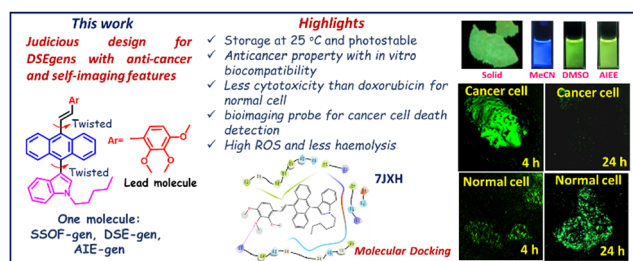 This work
Judicious design for
DSEgens with anti-cancer
and self-imaging features
Ar
Twisted
Ar=
O
O
O
Twisted
Lead molecule
N
One molecule:
SSOF-gen, DSE-gen,
AIE-gen
Highlights
✓ Storage at 25 °C and photostable
✓ Anticancer property with in vitro
biocompatibility
✓ Less cytotoxicity than doxorubicin for
normal cell
✓ bioimaging probe for cancer cell death
detection
✓ High ROS and less haemolysis
7JXH
Molecular Docking
Solid MeCN DMSO AIEE
Cancer cell Cancer cell
4 h 24 h
Normal cell Normal cell
4 h 24 h